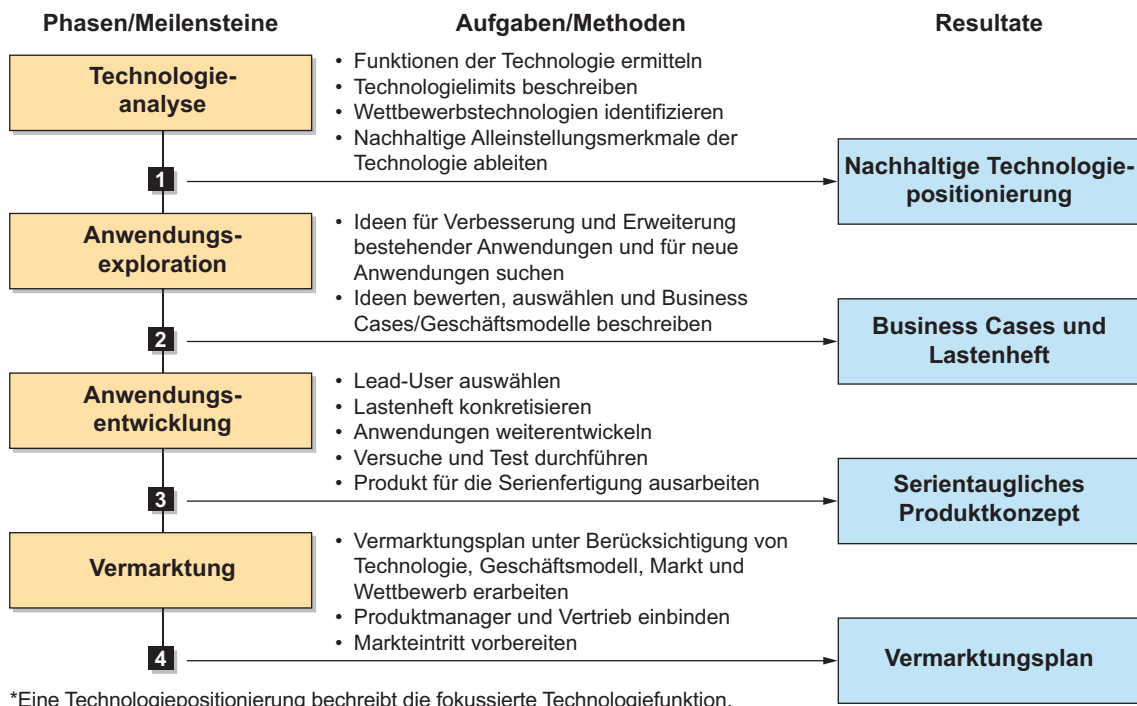 Phasen/Meilensteine
Aufgaben/Methoden
Resultate
Technologie-
analyse
• Funktionen der Technologie ermitteln
• Technologielimits beschreiben
• Wettbewerbstechnologien identifizieren
• Nachhaltige Alleinstellungsmerkmale der
Technologie ableiten
1
Nachhaltige Technologie-
positionierung
Anwendungs-
exploration
• Ideen für Verbesserung und Erweiterung
bestehender Anwendungen und für neue
Anwendungen suchen
• Ideen bewerten, auswählen und Business
Cases/Geschäftsmodelle beschreiben
2
Business Cases und
Lastenheft
Anwendungs-
entwicklung
• Lead-User auswählen
• Lastenheft konkretisieren
• Anwendungen weiterentwickeln
• Versuche und Test durchführen
• Produkt für die Serienfertigung ausarbeiten
3
Serientaugliches
Produktkonzept
Vermarktung
• Vermarktungsplan unter Berücksichtigung von
Technologie, Geschäftsmodell, Markt und
Wettbewerb erarbeiten
• Produktmanager und Vertrieb einbinden
• Markteintritt vorbereiten
4
Vermarktungsplan
*Eine Technologiepositionierung bechreibt die fokussierte Technologiefunktion,